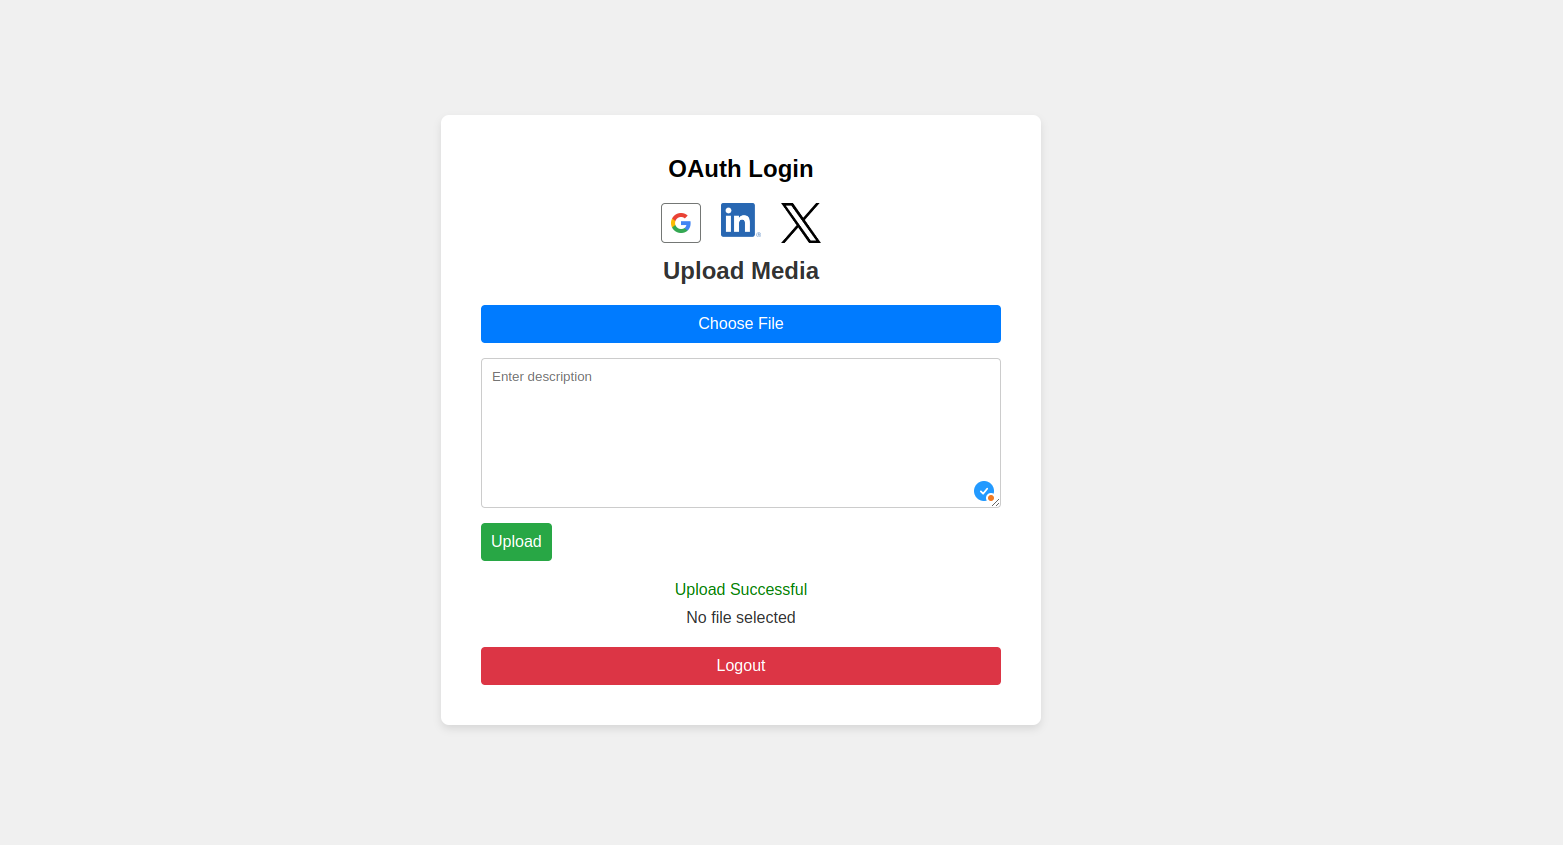 OAuth Login
G in® X
Upload Media
Choose File
Enter description
Upload
Upload Successful
No file selected
Logout